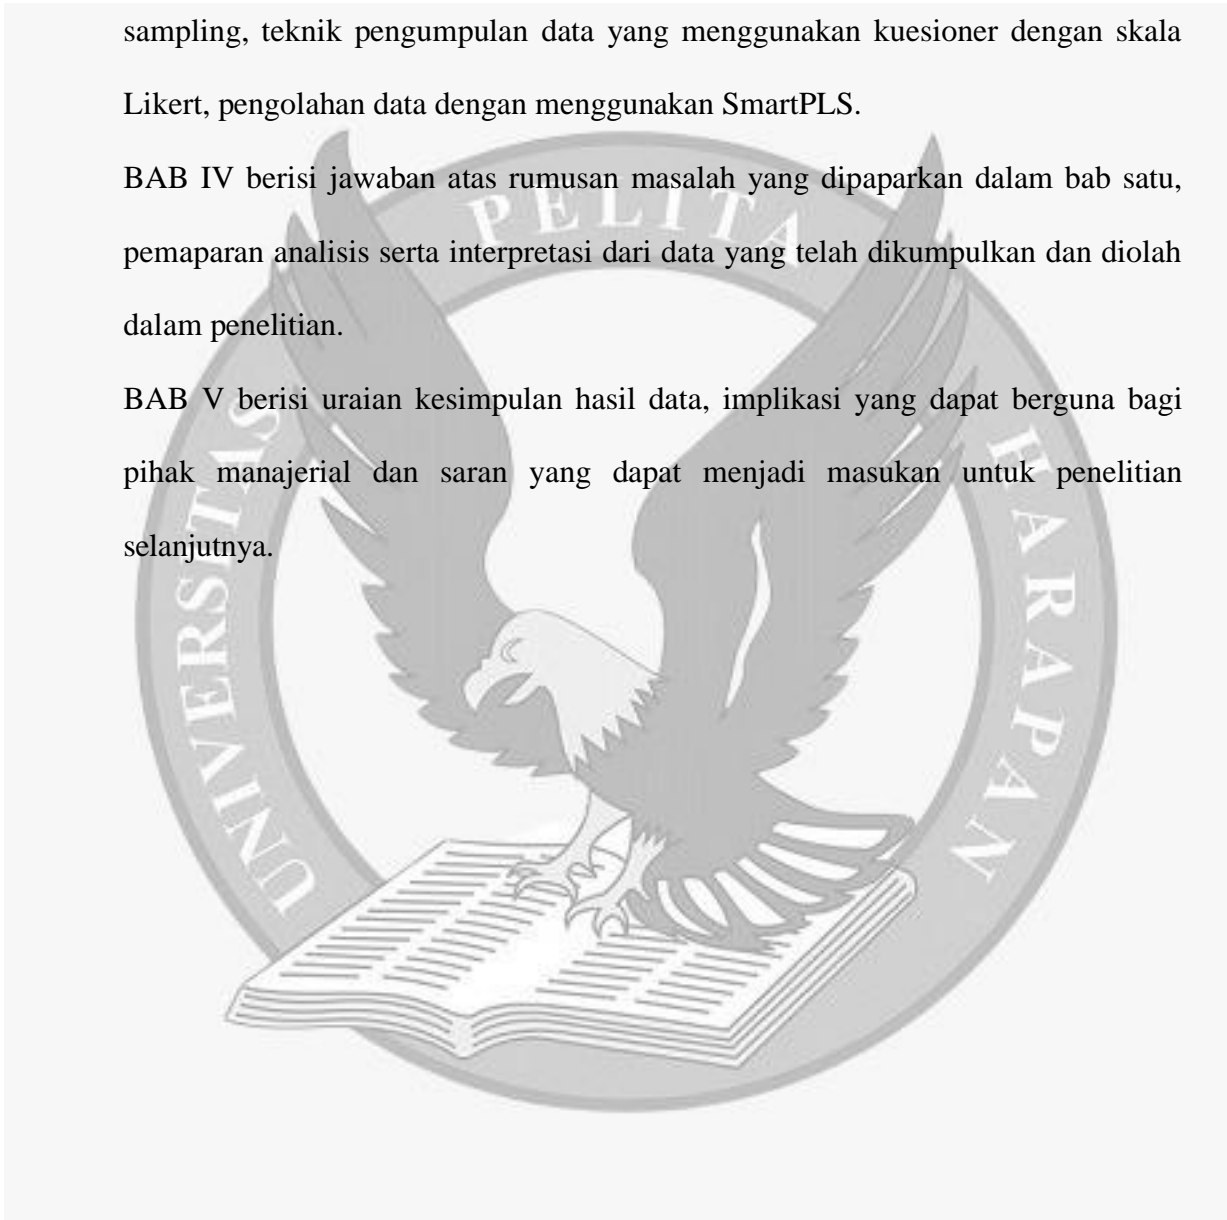 sampling, teknik pengumpulan data yang menggunakan kuesioner dengan skala
Likert, pengolahan data dengan menggunakan SmartPLS.
BAB IV berisi jawaban atas rumusan masalah yang dipaparkan dalam bab satu,
pemaparan analisis serta interpretasi dari data yang telah dikumpulkan dan diolah
dalam penelitian.
BAB V berisi uraian kesimpulan hasil data, implikasi yang dapat berguna bagi
pihak manajerial dan saran yang dapat menjadi masukan untuk penelitian
selanjutnya.
UNIVERSITAS PELITA HARAPAN